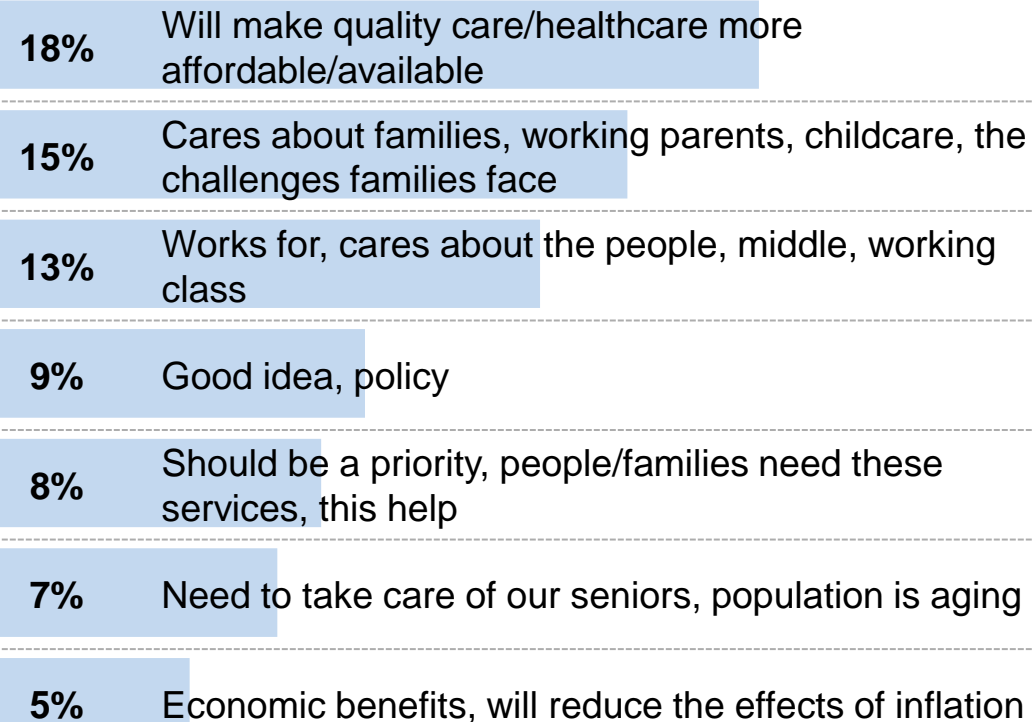 18% Will make quality care/healthcare more
affordable/available
15% Cares about families, working parents, childcare, the
challenges families face
13% Works for, cares about the people, middle, working
class
9% Good idea, policy
8% Should be a priority, people/families need these
services, this help
7% Need to take care of our seniors, population is aging
5% Economic benefits, will reduce the effects of inflation